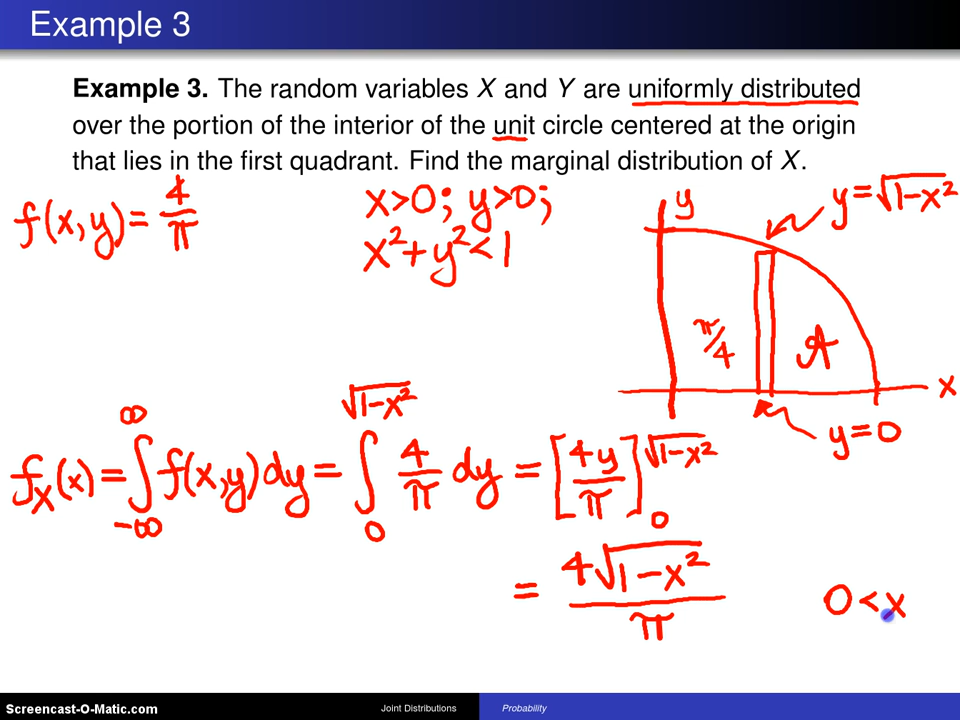 Example 3
Example 3. The random variables X and Y are uniformly distributed
over the portion of the interior of the unit circle centered at the origin
that lies in the first quadrant. Find the marginal distribution of X.
f(x,y) = 4/π
x>0; y>0;
x²+y²<1
y
y=√(1-x²)
π/4
A
x
y=0
f_X(x) = ∫_{-∞}^{∞} f(x,y) dy = ∫_0^{√(1-x²)} 4/π dy = [4y/π]_0^{√(1-x²)}
= 4√(1-x²)/π
0<x
Screencast-O-Matic.com
Joint Distributions
Probability